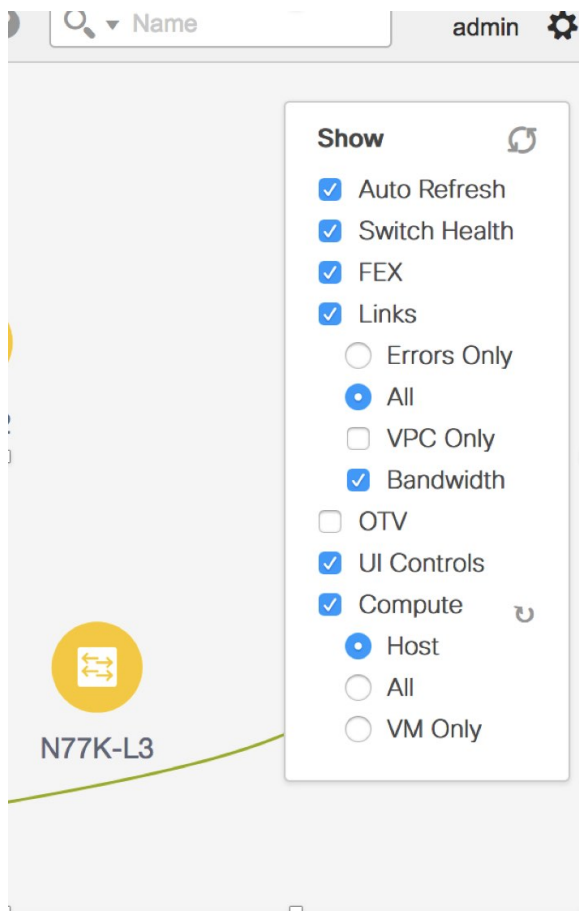 Name
admin
Show
Auto Refresh
Switch Health
FEX
Links
Errors Only
All
VPC Only
Bandwidth
OTV
UI Controls
Compute
Host
All
VM Only
N77K-L3